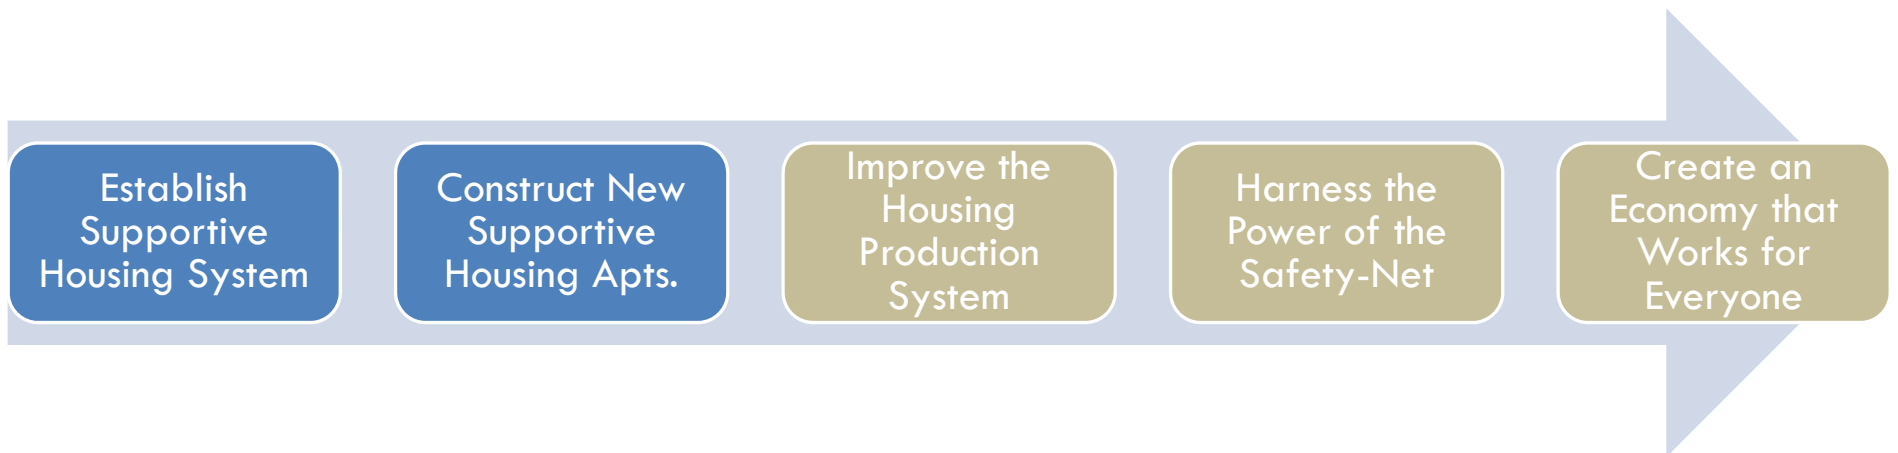 Establish
Supportive
Housing System
Construct New
Supportive
Housing Apts.
Improve the
Housing
Production
System
Harness the
Power of the
Safety-Net
Create an
Economy that
Works for
Everyone